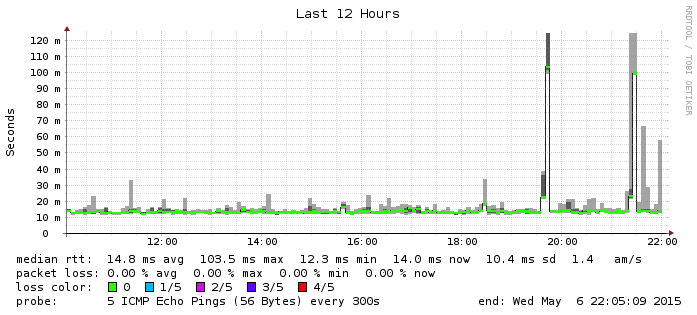 Last 12 Hours
RRDTOOL / TOBI OETIKER
Seconds
120 m
110 m
100 m
90 m
80 m
70 m
60 m
50 m
40 m
30 m
20 m
10 m
0
12:00 14:00 16:00 18:00 20:00 22:00
median rtt: 14.8 ms avg 103.5 ms max 12.3 ms min 14.0 ms now 10.4 ms sd 1.4 am/s
packet loss: 0.00 % avg 0.00 % max 0.00 % min 0.00 % now
loss color: 0 1/5 2/5 3/5 4/5
probe: 5 ICMP Echo Pings (56 Bytes) every 300s end: Wed May 6 22:05:09 2015